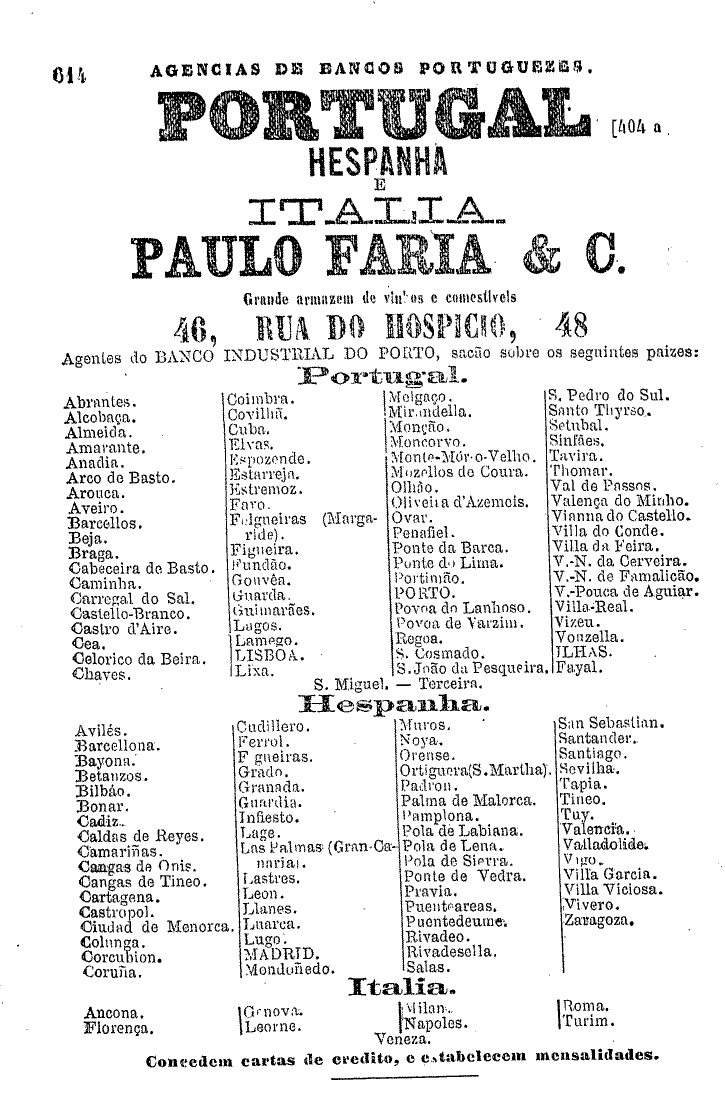 614 AGENCIAS DE BANCOS PORTUGUEZES.
PORTUGAL [404 a
HESPANHA
E
ITALIA
PAULO FARIA & C.
Grande armazem de vinhos e comestiveis
46, RUA DO HOSPICIO, 48
Agentes do BANCO INDUSTRIAL DO PORTO, sacão sobre os seguintes paizes:
Portugal.
Abrantes.
Alcobaça.
Almeida.
Amarante.
Anadia.
Arco de Basto.
Arouca.
Aveiro.
Barcellos.
Beja.
Braga.
Cabeceira de Basto.
Caminha.
Carregal do Sal.
Castello-Branco.
Castro d'Aire.
Cea.
Celorico da Beira.
Chaves.
Coimbra.
Covilhã.
Cuba.
Elvas.
Espozende.
Estarreja.
Estremoz.
Faro.
Felgueiras (Marga-
ride).
Figueira.
Fundão.
Gouvêa.
Guarda.
Guimarães.
Lagos.
Lamego.
LISBOA.
Lixa.
Melgaço.
Mirandella.
Monção.
Moncorvo.
Monte-Mór-o-Velho.
Mozellos de Coura.
Olhão.
Oliveira d'Azemeis.
Ovar.
Penafiel.
Ponte da Barca.
Ponte do Lima.
Portimão.
PORTO.
Povoa do Lanhoso.
Povoa de Varzim.
Regoa.
S. Cosmado.
S. João da Pesqueira.
S. Pedro do Sul.
Santo Thyrso.
Setubal.
Sinfães.
Tavira.
Thomar.
Val de Passos.
Valença do Minho.
Vianna do Castello.
Villa do Conde.
Villa da Feira.
V.-N. da Cerveira.
V.-N. de Famalicão.
V.-Pouca de Aguiar.
Villa-Real.
Vizeu.
Vouzella.
ILHAS.
Fayal.
S. Miguel. — Terceira.
Hespanha.
Avilés.
Barcellona.
Bayona.
Betanzos.
Bilbáo.
Bonar.
Cadiz.
Caldas de Reyes.
Camariñas.
Cangas de Onis.
Cangas de Tineo.
Cartagena.
Castropol.
Ciudad de Menorca.
Colunga.
Corcubion.
Coruña.
Cudillero.
Ferrol.
F gueiras.
Grado.
Granada.
Guardia.
Infiesto.
Lage.
Las Palmas (Gran-Ca-
naria).
Lastres.
Leon.
Llanes.
Luarca.
Lugo.
MADRID.
Mondoñedo.
Muros.
Noya.
Orense.
Ortiguera (S. Martha).
Padron.
Palma de Malorca.
Pamplona.
Pola de Labiana.
Pola de Lena.
Pola de Sierra.
Ponte de Vedra.
Pravia.
Puenteareas.
Puentedeume.
Rivadeo.
Rivadesella.
Salas.
San Sebastian.
Santander.
Santiago.
Sevilha.
Tapia.
Tineo.
Tuy.
Valencia.
Valladolide.
Vigo.
Villa Garcia.
Villa Viciosa.
Vivero.
Zaragoza.
Italia.
Ancona.
Florença.
Genova.
Leorne.
Milan.
Napoles.
Roma.
Turim.
Veneza.
Concedem cartas de credito, e estabelecem mensalidades.